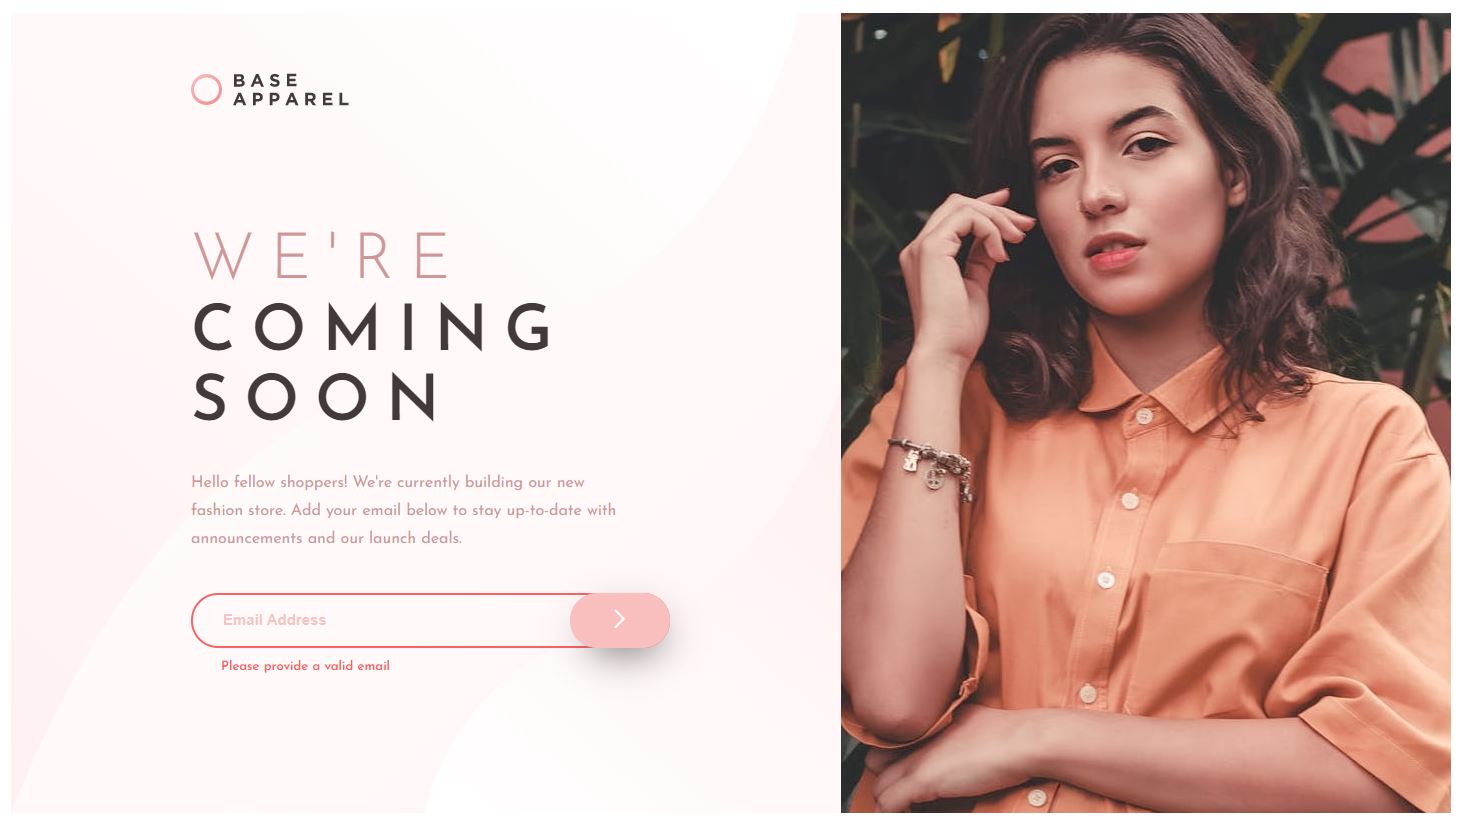 BASE
APPAREL
WE'RE
COMING
SOON
Hello fellow shoppers! We're currently building our new
fashion store. Add your email below to stay up-to-date with
announcements and our launch deals.
Email Address
Please provide a valid email